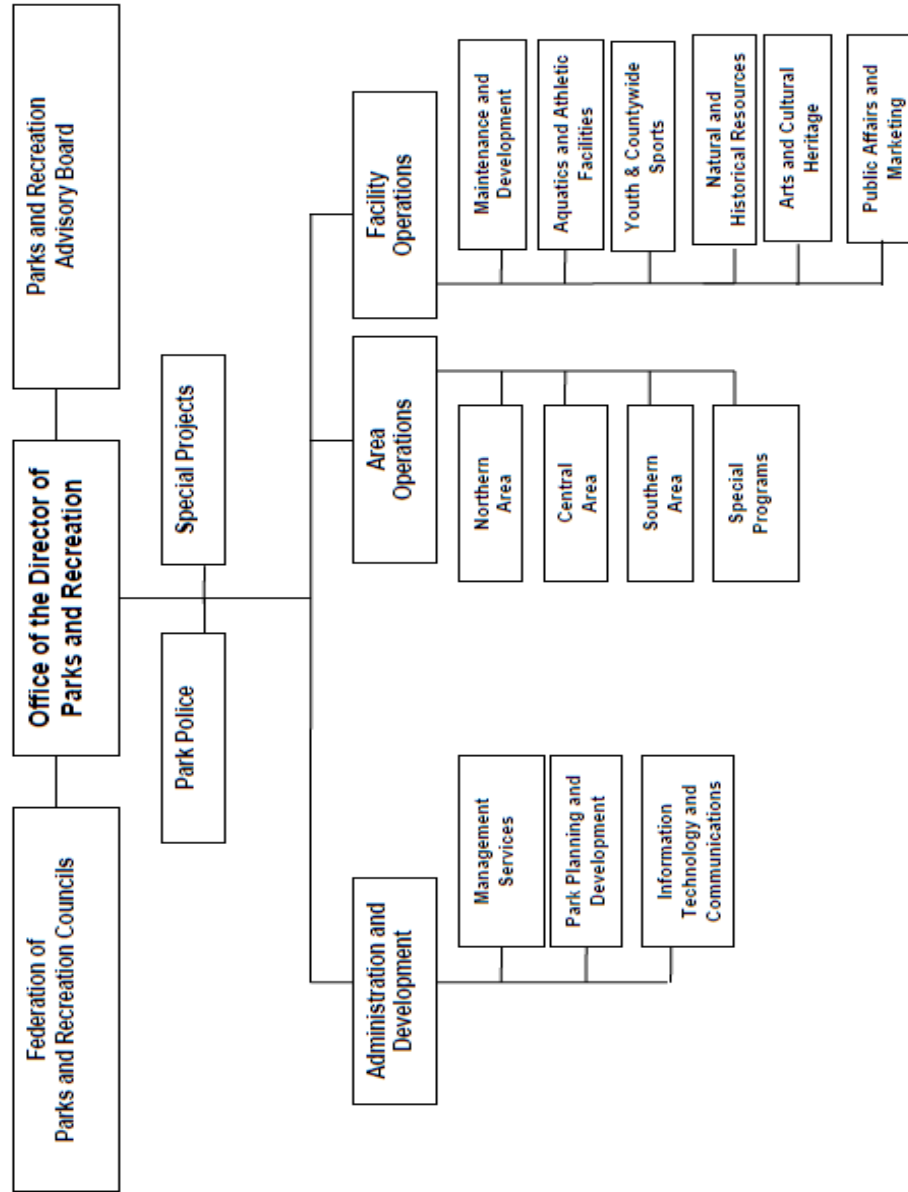 Federation of
Parks and Recreation Councils
Office of the Director of
Parks and Recreation
Parks and Recreation
Advisory Board
Park Police
Special Projects
Administration and
Development
Area
Operations
Facility
Operations
Management
Services
Park Planning and
Development
Information
Technology and
Communications
Northern
Area
Central
Area
Southern
Area
Special
Programs
Maintenance and
Development
Aquatics and Athletic
Facilities
Youth & Countywide
Sports
Natural and
Historical Resources
Arts and Cultural
Heritage
Public Affairs and
Marketing